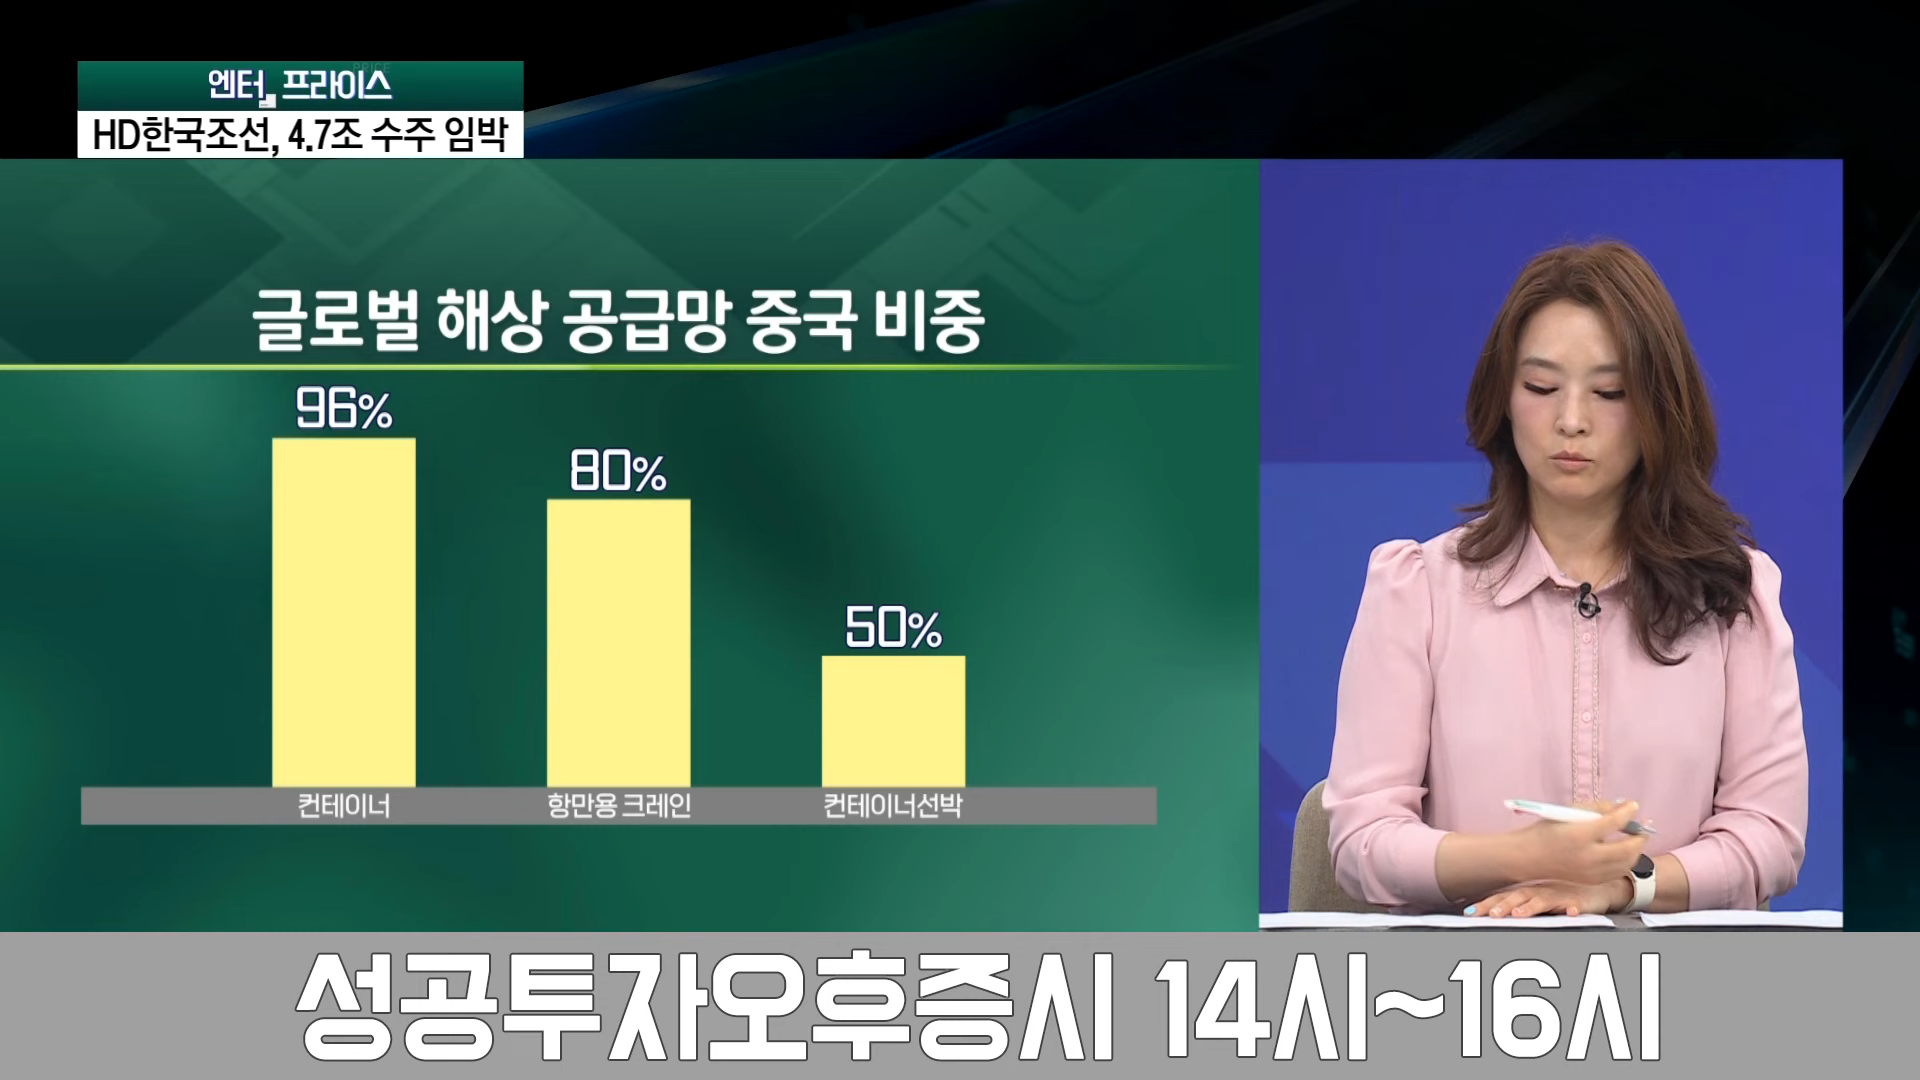 PRICE
엔터 프라이스
HD한국조선, 4.7조 수주 임박
글로벌 해상 공급망 중국 비중
96%
80%
50%
컨테이너
항만용 크레인
컨테이너선박
성공투자오후증시 14시~16시